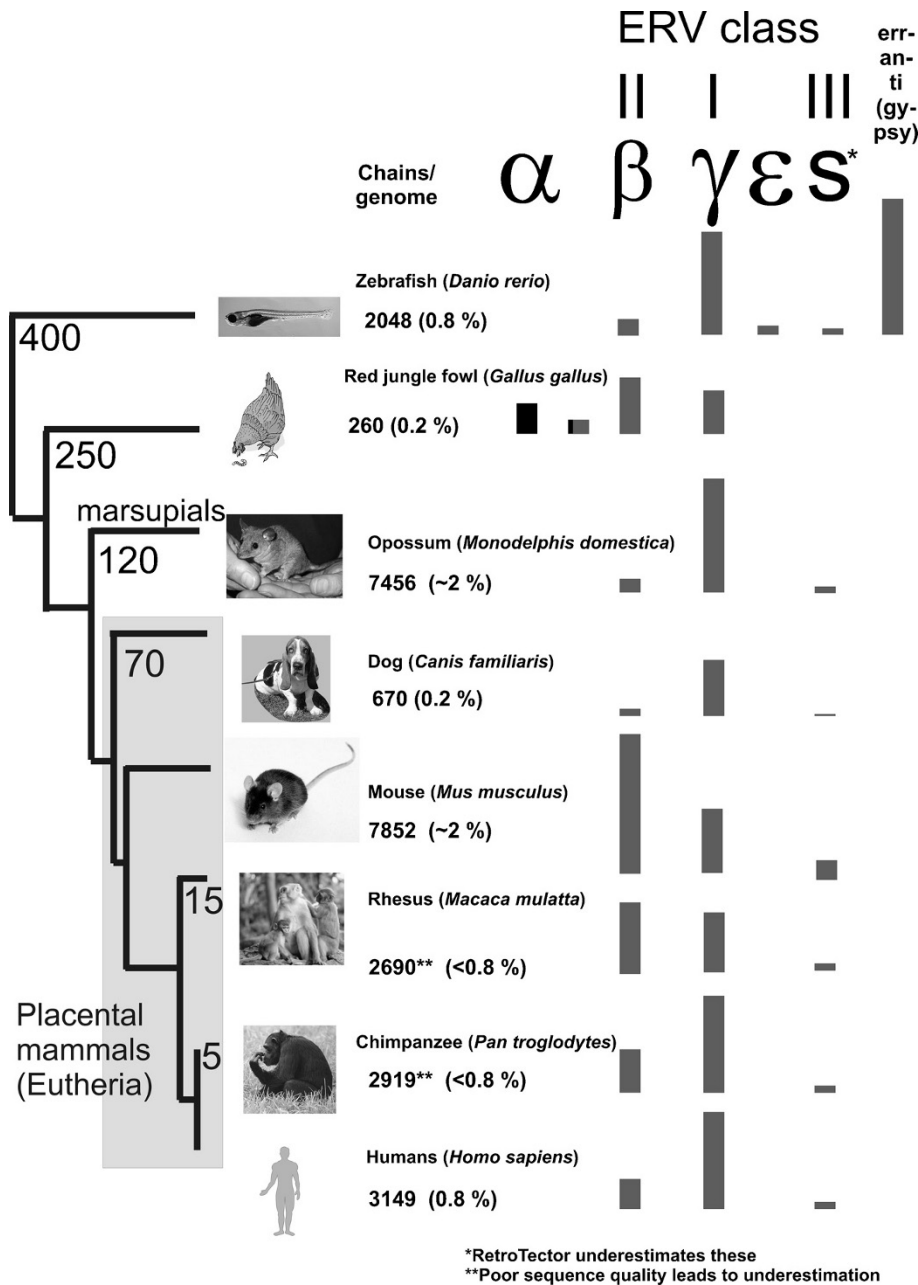 ERV class
err-
an-
ti
(gy-
psy)
II I III
Chains/
genome
α β γ ε s*
Zebrafish (Danio rerio)
2048 (0.8 %)
400
Red jungle fowl (Gallus gallus)
260 (0.2 %)
250
marsupials
Opossum (Monodelphis domestica)
120
7456 (~2 %)
Dog (Canis familiaris)
70
670 (0.2 %)
Mouse (Mus musculus)
7852 (~2 %)
15
Rhesus (Macaca mulatta)
2690** (<0.8 %)
Placental
mammals
(Eutheria)
5
Chimpanzee (Pan troglodytes)
2919** (<0.8 %)
Humans (Homo sapiens)
3149 (0.8 %)
*RetroTector underestimates these
**Poor sequence quality leads to underestimation